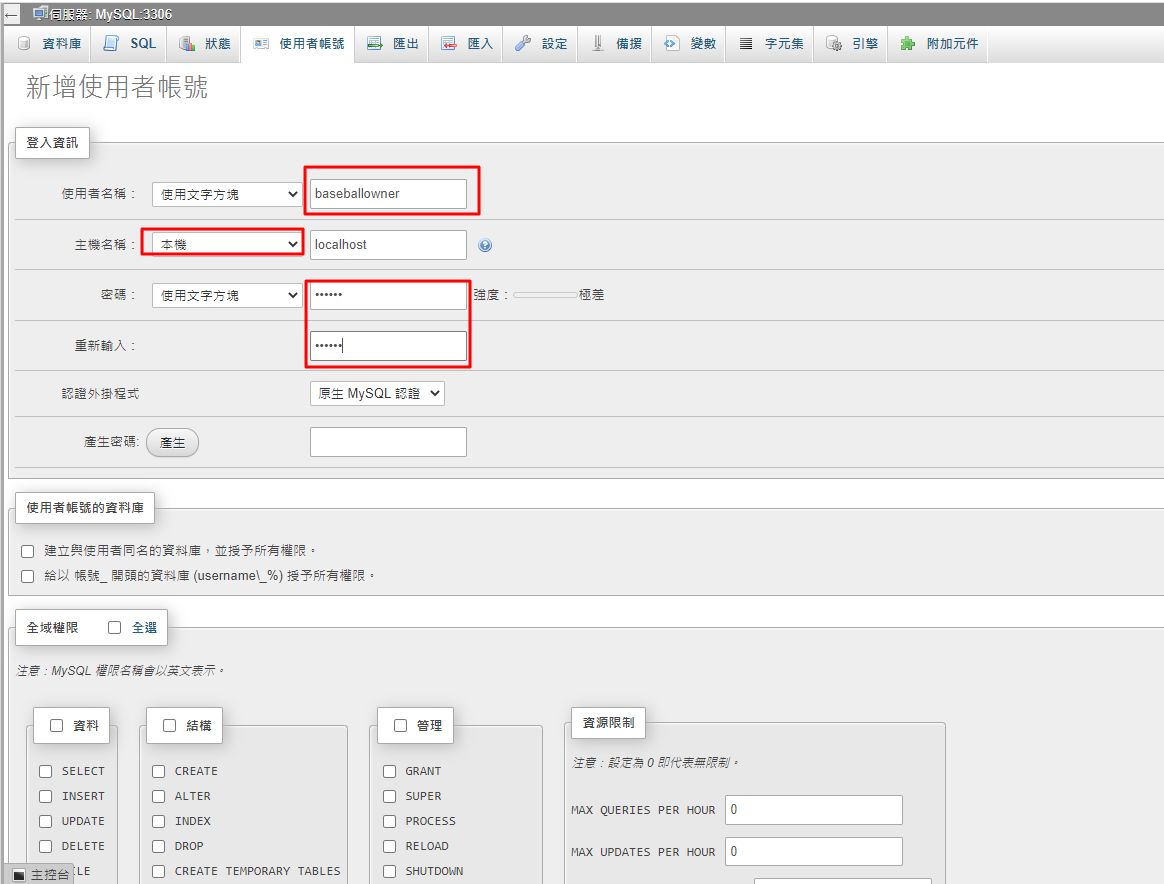 伺服器: MySQL:3306
資料庫 SQL 狀態 使用者帳號 匯出 匯入 設定 備援 變數 字元集 引擎 附加元件
新增使用者帳號
登入資訊
使用者名稱： 使用文字方塊 baseballowner
主機名稱： 本機 localhost
密碼： 使用文字方塊 •••••• 強度： 極差
重新輸入： ••••••
認證外掛程式 原生 MySQL 認證
產生密碼: 產生
使用者帳號的資料庫
建立與使用者同名的資料庫，並授予所有權限。
給以 帳號_ 開頭的資料庫 (username\_%) 授予所有權限。
全域權限 全選
注意：MySQL 權限名稱會以英文表示。
資料 結構 管理 資源限制
注意：設定為 0 即代表無限制。
SELECT CREATE GRANT
INSERT ALTER SUPER
MAX QUERIES PER HOUR 0
UPDATE INDEX PROCESS
DELETE DROP RELOAD
MAX UPDATES PER HOUR 0
CREATE TEMPORARY TABLES SHUTDOWN
主控台